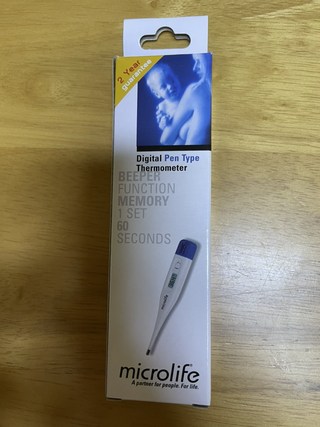 2 Year
guarantee
Digital Pen Type
Thermometer
BEEPER
FUNCTION
MEMORY
1 SET
60
SECONDS
microlife
microlife
A partner for people. For life.